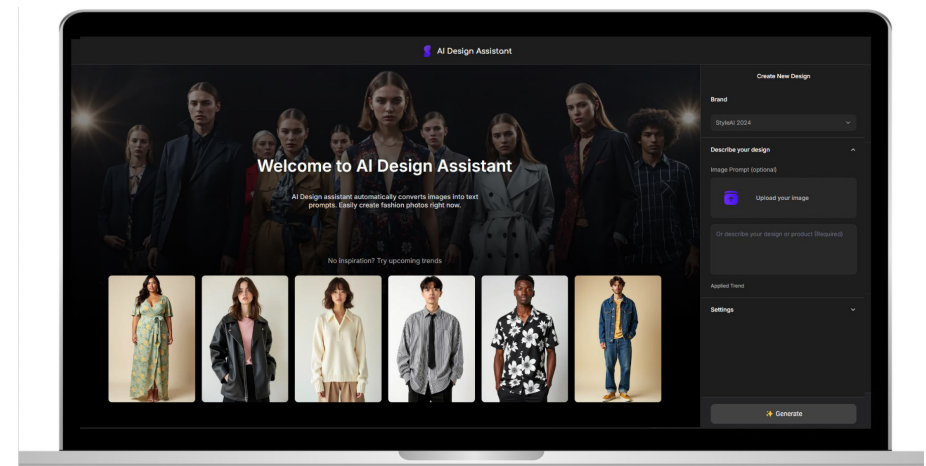 AI Design Assistant
Welcome to AI Design Assistant
AI Design assistant automatically converts images into text
prompts. Easily create fashion photos right now.
No inspiration? Try upcoming trends
Create New Design
Brand
StyleAI 2024
Describe your design
Image Prompt (optional)
Upload your image
Or describe your design or product (Required)
Applied Trend
Settings
✨ Generate